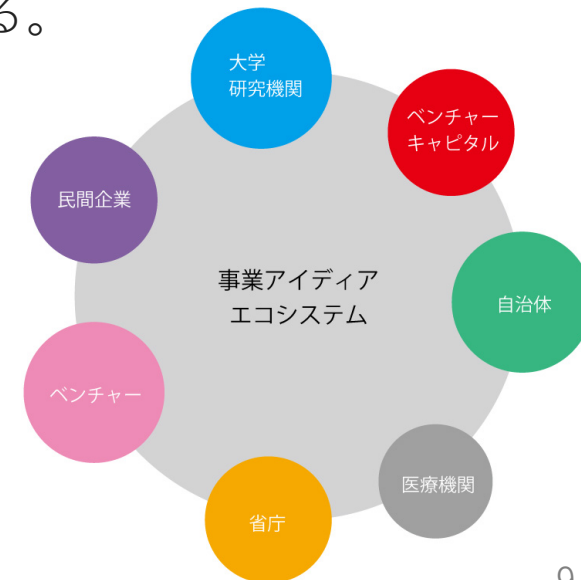 る。
大学
研究機関
ベンチャー
キャピタル
民間企業
事業アイディア
エコシステム
自治体
ベンチャー
医療機関
省庁
9